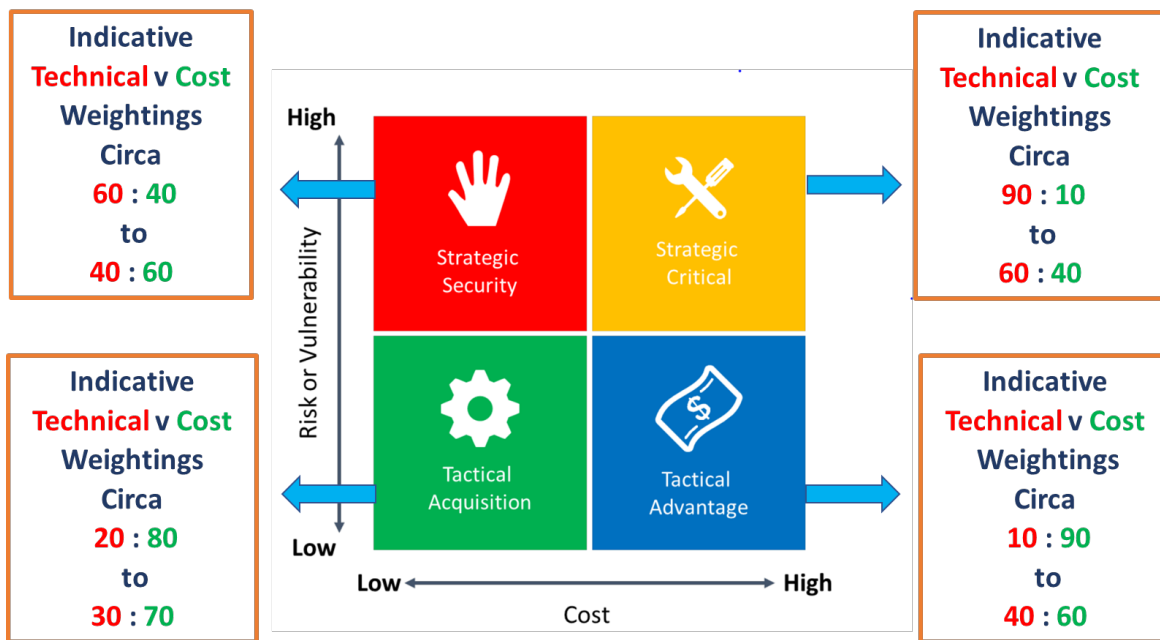 Indicative
Technical v Cost
Weightings
Circa
60 : 40
to
40 : 60
Indicative
Technical v Cost
Weightings
Circa
90 : 10
to
60 : 40
High
Risk or Vulnerability
Low
Strategic
Security
Strategic
Critical
Tactical
Acquisition
$
Tactical
Advantage
Low
High
Cost
Indicative
Technical v Cost
Weightings
Circa
20 : 80
to
30 : 70
Indicative
Technical v Cost
Weightings
Circa
10 : 90
to
40 : 60